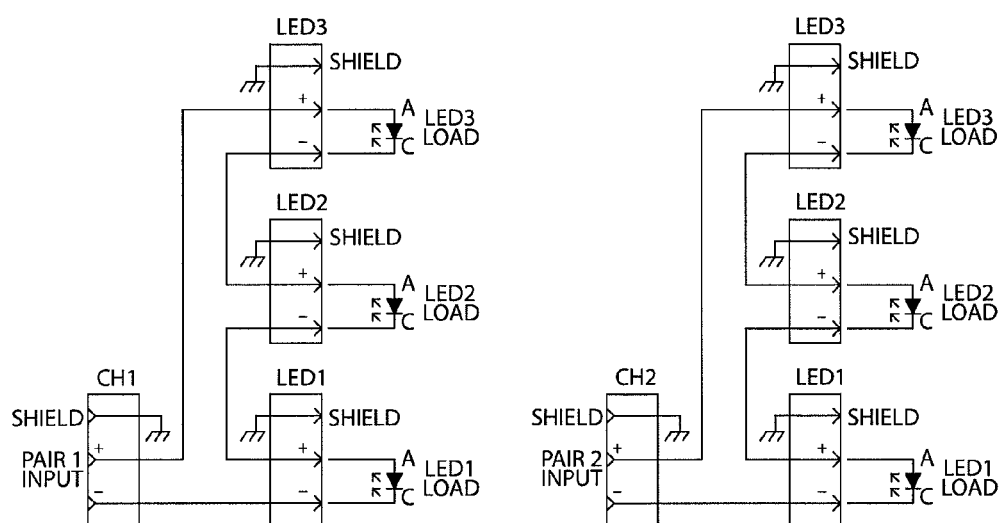 LED3
SHIELD
+
A
LED3
LOAD
-
C
LED2
SHIELD
+
A
LED2
LOAD
-
C
CH1
LED1
SHIELD
SHIELD
+
PAIR 1
INPUT
-
+
A
LED1
LOAD
-
C
LED3
SHIELD
+
A
LED3
LOAD
-
C
LED2
SHIELD
+
A
LED2
LOAD
-
C
CH2
LED1
SHIELD
SHIELD
+
PAIR 2
INPUT
-
+
A
LED1
LOAD
-
C